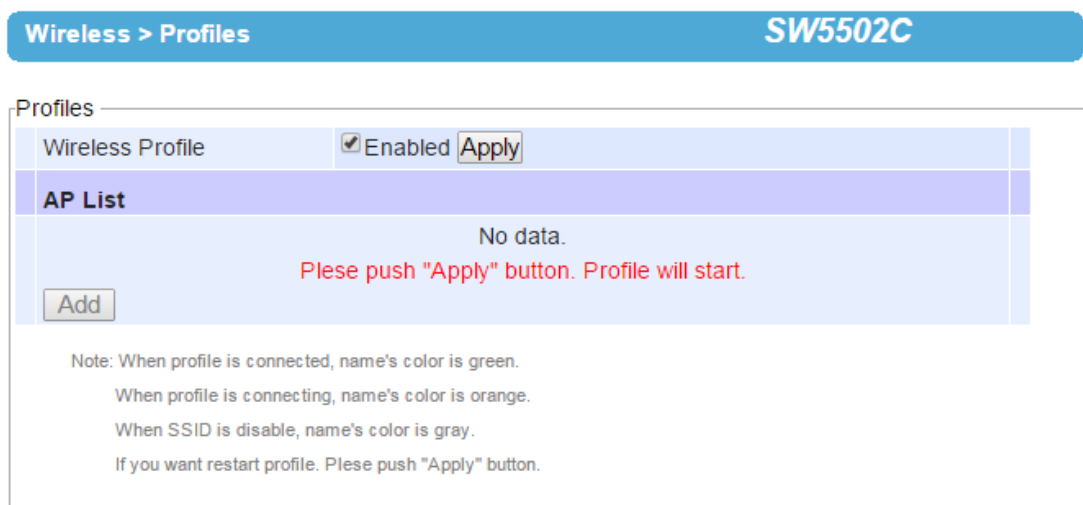 Wireless > Profiles SW5502C
Profiles
Wireless Profile Enabled Apply
AP List
No data.
Plese push "Apply" button. Profile will start.
Add
Note: When profile is connected, name's color is green.
When profile is connecting, name's color is orange.
When SSID is disable, name's color is gray.
If you want restart profile. Plese push "Apply" button.